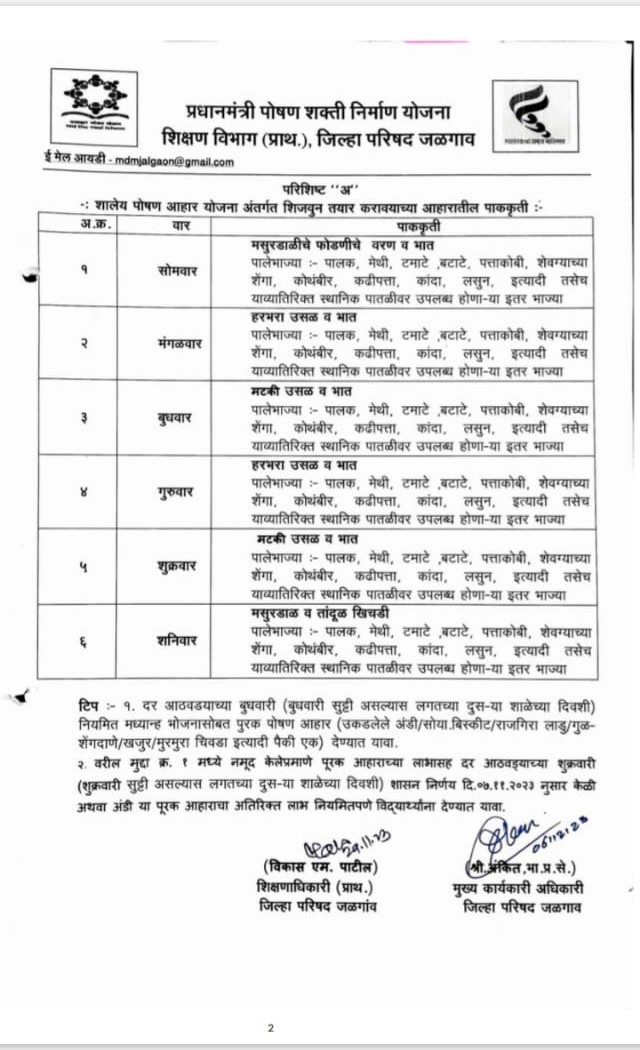 प्रधानमंत्री पोषण शक्ती निर्माण योजना
शिक्षण विभाग (प्राथ.), जिल्हा परिषद जळगाव
ई मेल आयडी - mdmjalgaon@gmail.com
परिशिष्ट "अ"
-: शालेय पोषण आहार योजना अंतर्गत शिजवुन तयार करावयाच्या आहारातील पाककृती :-
अ.क्र. वार पाककृती
मसुरडाळीचे फोडणीचे वरण व भात
पालेभाज्या :- पालक, मेथी, टमाटे ,बटाटे, पत्ताकोबी, शेवग्याच्या
१ सोमवार शेंगा, कोथंबीर, कढीपत्ता, कांदा, लसुन, इत्यादी तसेच
याव्यातिरिक्त स्थानिक पातळीवर उपलब्ध होणा-या इतर भाज्या
हरभरा उसळ व भात
पालेभाज्या :- पालक, मेथी, टमाटे ,बटाटे, पत्ताकोबी, शेवग्याच्या
२ मंगळवार शेंगा, कोथंबीर, कढीपत्ता, कांदा, लसुन, इत्यादी तसेच
याव्यातिरिक्त स्थानिक पातळीवर उपलब्ध होणा-या इतर भाज्या
मटकी उसळ व भात
पालेभाज्या :- पालक, मेथी, टमाटे ,बटाटे, पत्ताकोबी, शेवग्याच्या
३ बुधवार शेंगा, कोथंबीर, कढीपत्ता, कांदा, लसुन, इत्यादी तसेच
याव्यातिरिक्त स्थानिक पातळीवर उपलब्ध होणा-या इतर भाज्या
हरभरा उसळ व भात
पालेभाज्या :- पालक, मेथी, टमाटे ,बटाटे, पत्ताकोबी, शेवग्याच्या
४ गुरुवार शेंगा, कोथंबीर, कढीपत्ता, कांदा, लसुन, इत्यादी तसेच
याव्यातिरिक्त स्थानिक पातळीवर उपलब्ध होणा-या इतर भाज्या
मटकी उसळ व भात
पालेभाज्या :- पालक, मेथी, टमाटे ,बटाटे, पत्ताकोबी, शेवग्याच्या
५ शुक्रवार शेंगा, कोथंबीर, कढीपत्ता, कांदा, लसुन, इत्यादी तसेच
याव्यातिरिक्त स्थानिक पातळीवर उपलब्ध होणा-या इतर भाज्या
मसुरडाळ व तांदूळ खिचडी
पालेभाज्या :- पालक, मेथी, टमाटे ,बटाटे, पत्ताकोबी, शेवग्याच्या
६ शनिवार शेंगा, कोथंबीर, कढीपत्ता, कांदा, लसुन, इत्यादी तसेच
याव्यातिरिक्त स्थानिक पातळीवर उपलब्ध होणा-या इतर भाज्या
टिप :- १. दर आठवडयाच्या बुधवारी (बुधवारी सुट्टी असल्यास लगतच्या दुस-या शाळेच्या दिवशी)
नियमित मध्यान्ह भोजनासोबत पुरक पोषण आहार (उकडलेले अंडी/सोया.बिस्कीट/राजगिरा लाडु/गुळ-
शेंगदाणे/खजुर/मुरमुरा चिवडा इत्यादी पैकी एक) देण्यात यावा.
२. वरील मुद्दा क्र. १ मध्ये नमूद केलेप्रमाणे पूरक आहाराच्या लाभासह दर आठवड्याच्या शुक्रवारी
(शुक्रवारी सुट्टी असल्यास लगतच्या दुस-या शाळेच्या दिवशी) शासन निर्णय दि.०७.११.२०२३ नुसार केळी
अथवा अंडी या पूरक आहाराचा अतिरिक्त लाभ नियमितपणे विद्यार्थ्यांना देण्यात यावा.
(विकास एम. पाटील) (श्री.अंकित,भा.प्र.से.)
शिक्षणाधिकारी (प्राथ.) मुख्य कार्यकारी अधिकारी
जिल्हा परिषद जळगांव जिल्हा परिषद जळगाव
2